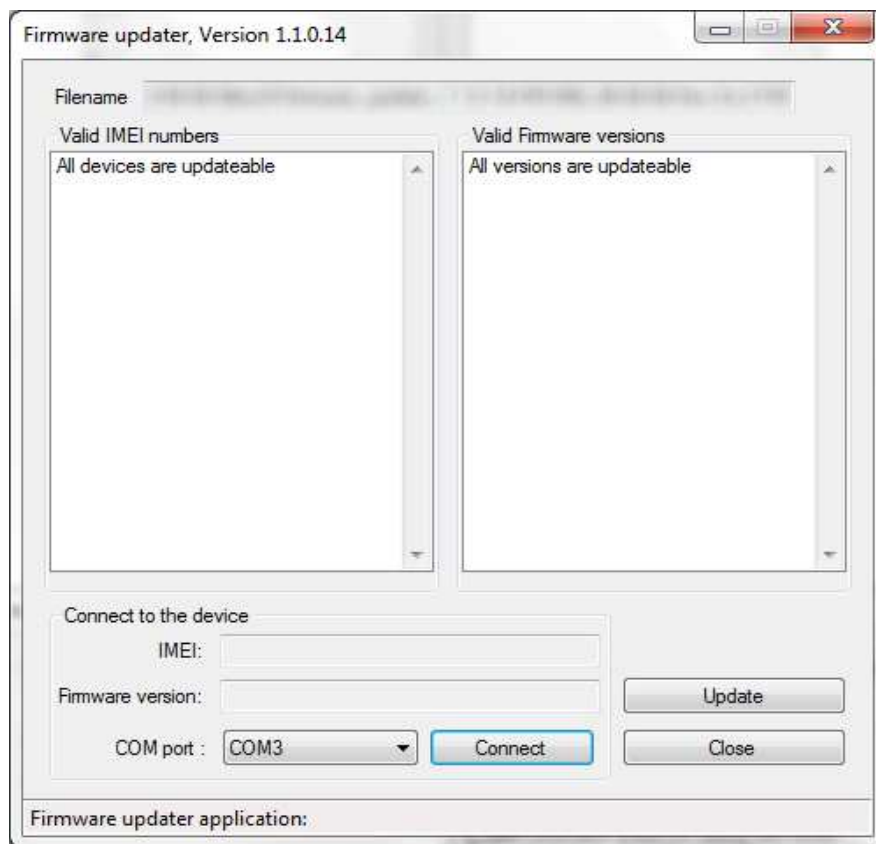 Firmware updater, Version 1.1.0.14
Filename
Valid IMEI numbers
All devices are updateable
Valid Firmware versions
All versions are updateable
Connect to the device
IMEI:
Firmware version:
Update
COM port :
COM3
Connect
Close
Firmware updater application: